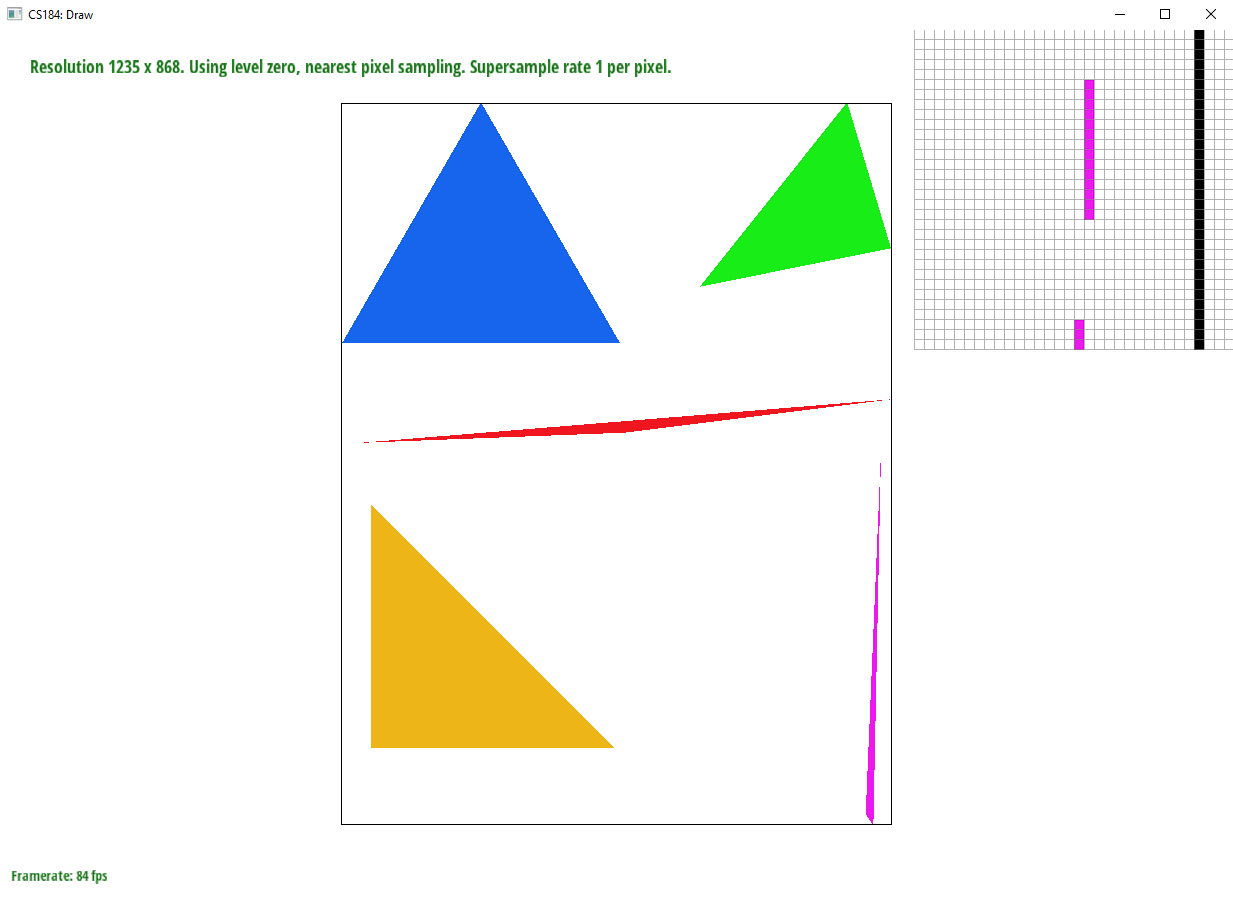 CS184: Draw
Resolution 1235 x 868. Using level zero, nearest pixel sampling. Supersample rate 1 per pixel.
Framerate: 84 fps